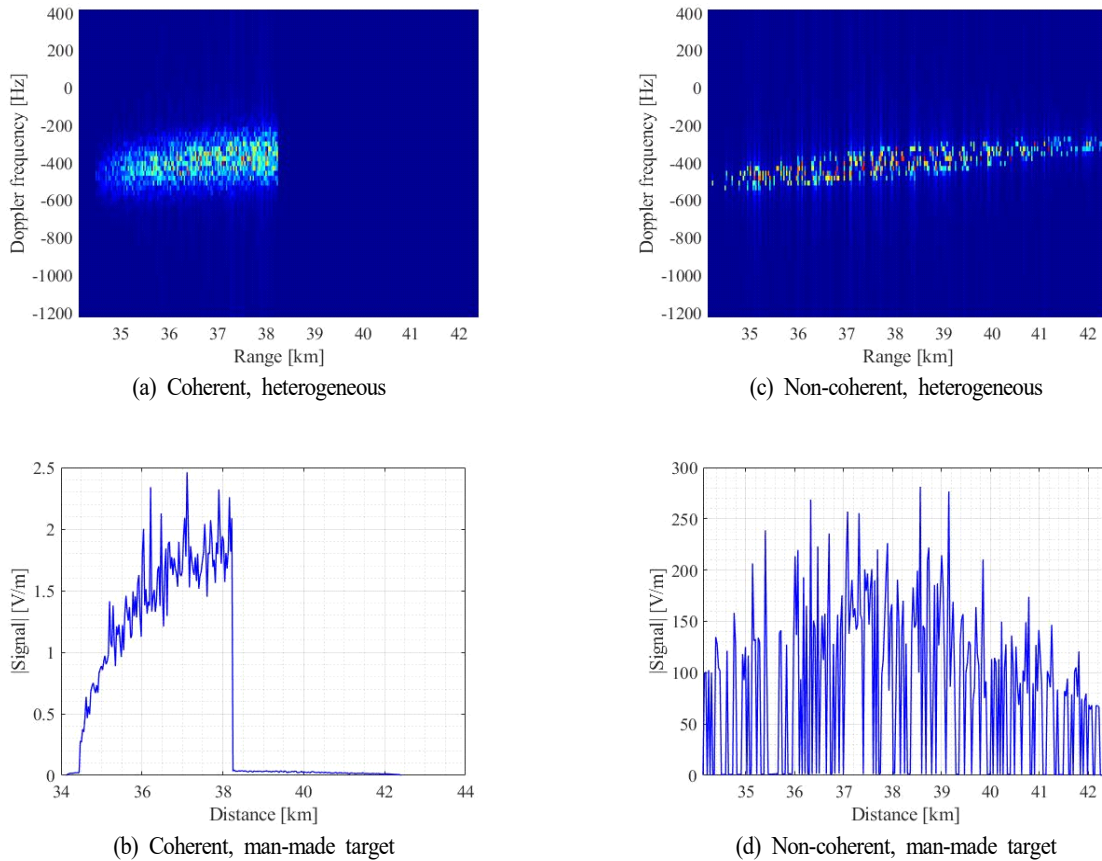 400
200
0
-200
-400
-600
-800
-1000
-1200
Doppler frequency [Hz]
35 36 37 38 39 40 41 42
Range [km]
(a) Coherent, heterogeneous
400
200
0
-200
-400
-600
-800
-1000
-1200
Doppler frequency [Hz]
35 36 37 38 39 40 41 42
Range [km]
(c) Non-coherent, heterogeneous
2.5
2
1.5
1
0.5
0
|Signal| [V/m]
34 36 38 40 42 44
Distance [km]
(b) Coherent, man-made target
300
250
200
150
100
50
0
|Signal| [V/m]
35 36 37 38 39 40 41 42
Distance [km]
(d) Non-coherent, man-made target